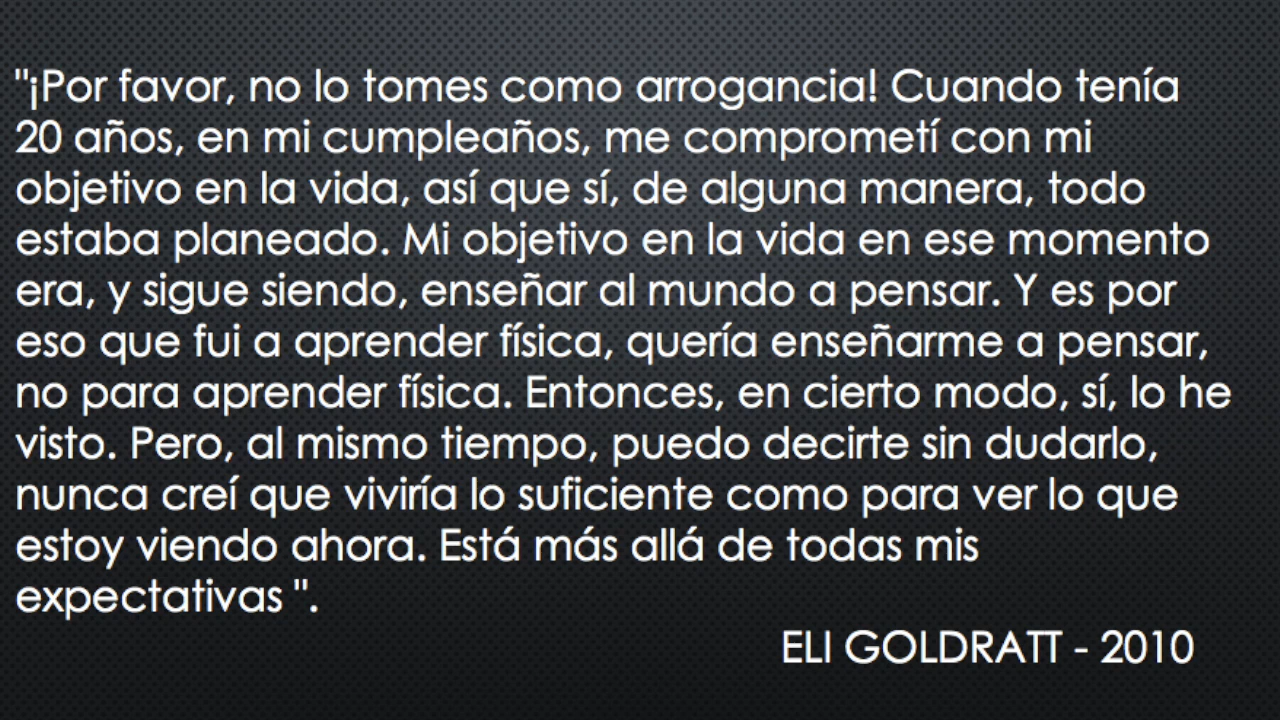 "¡Por favor, no lo tomes como arrogancia! Cuando tenía
20 años, en mi cumpleaños, me comprometí con mi
objetivo en la vida, así que sí, de alguna manera, todo
estaba planeado. Mi objetivo en la vida en ese momento
era, y sigue siendo, enseñar al mundo a pensar. Y es por
eso que fui a aprender física, quería enseñarme a pensar,
no para aprender física. Entonces, en cierto modo, sí, lo he
visto. Pero, al mismo tiempo, puedo decirte sin dudarlo,
nunca creí que viviría lo suficiente como para ver lo que
estoy viendo ahora. Está más allá de todas mis
expectativas ".
ELI GOLDRATT - 2010